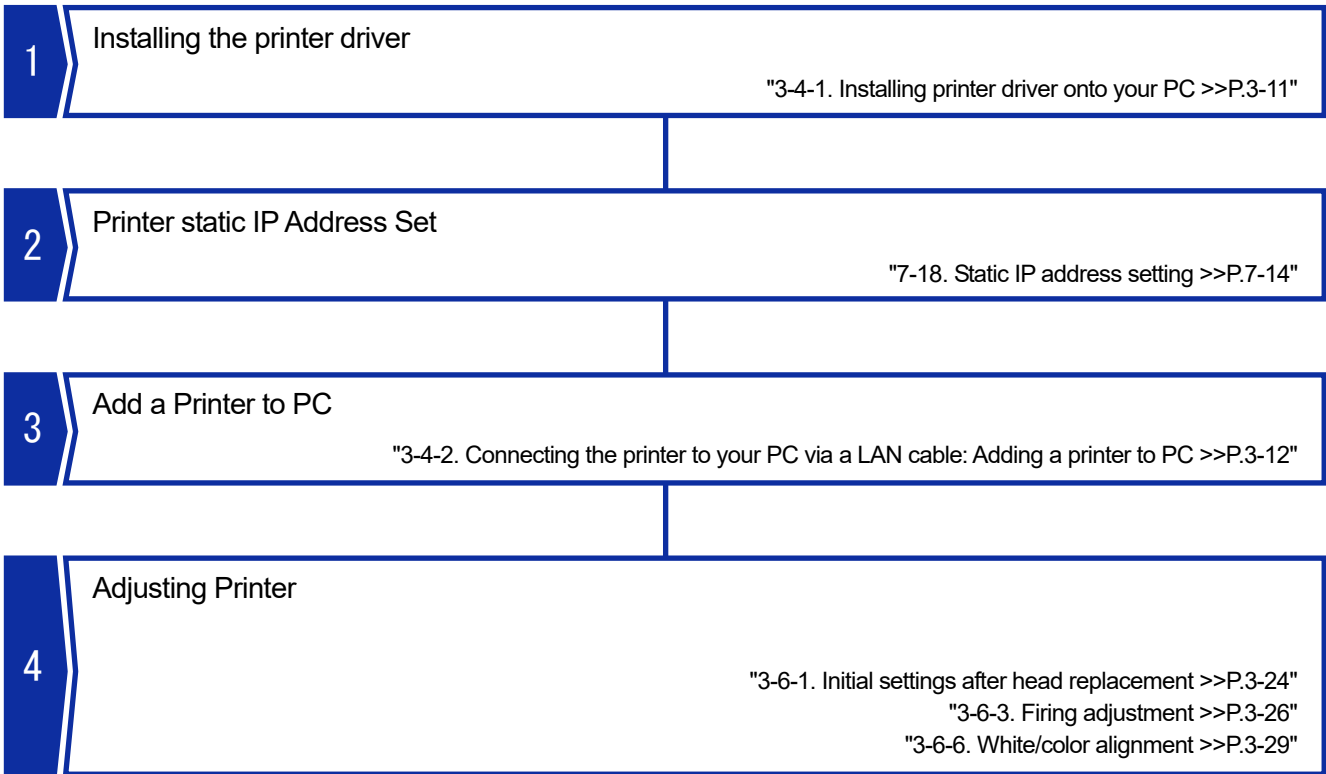 1
Installing the printer driver
"3-4-1. Installing printer driver onto your PC >>P.3-11"
2
Printer static IP Address Set
"7-18. Static IP address setting >>P.7-14"
3
Add a Printer to PC
"3-4-2. Connecting the printer to your PC via a LAN cable: Adding a printer to PC >>P.3-12"
4
Adjusting Printer
"3-6-1. Initial settings after head replacement >>P.3-24"
"3-6-3. Firing adjustment >>P.3-26"
"3-6-6. White/color alignment >>P.3-29"